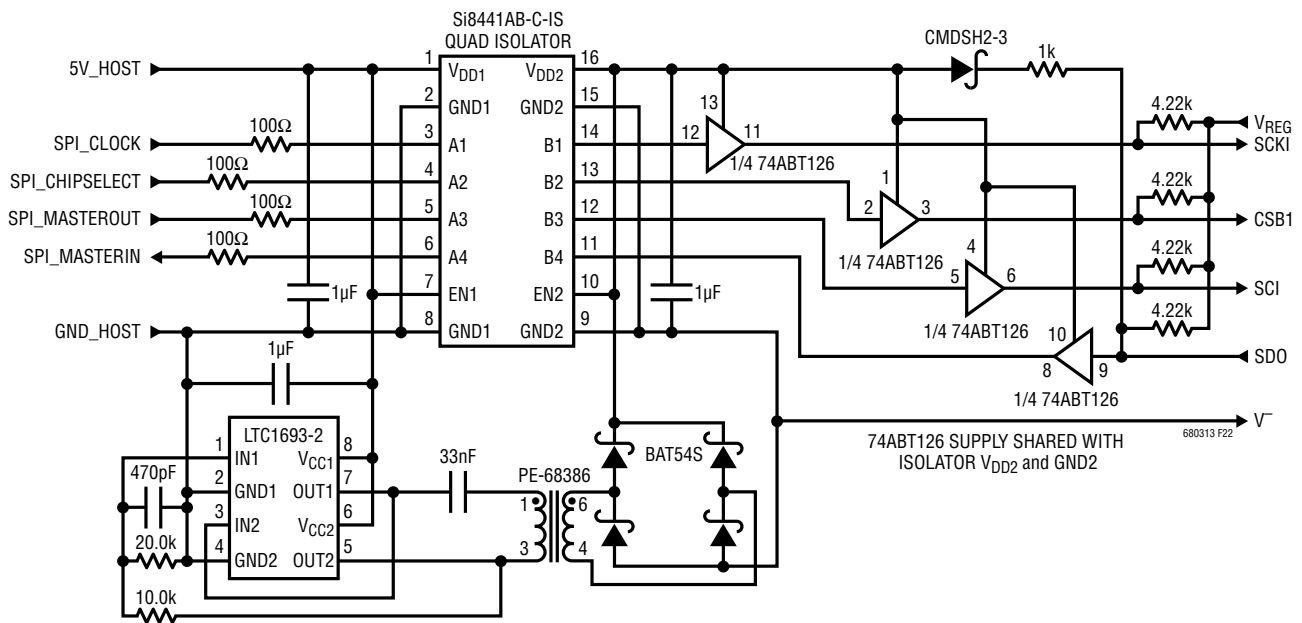 Si8441AB-C-IS
QUAD ISOLATOR
CMDSH2-3
1k
5V_HOST
1
VDD1
VDD2
16
2
GND1
GND2
15
13
4.22k
VREG
SPI_CLOCK
100Ω
3
A1
B1
14
12
11
SCKI
1/4 74ABT126
SPI_CHIPSELECT
100Ω
4
A2
B2
13
1
4.22k
SPI_MASTEROUT
100Ω
5
A3
B3
12
2
3
CSB1
SPI_MASTERIN
100Ω
6
A4
B4
11
1/4 74ABT126
4
4.22k
1µF
7
EN1
EN2
10
1µF
5
6
SCI
GND_HOST
8
GND1
GND2
9
1/4 74ABT126
10
4.22k
8
9
SDO
1/4 74ABT126
1µF
V–
680313 F22
74ABT126 SUPPLY SHARED WITH
ISOLATOR VDD2 and GND2
LTC1693-2
1
IN1
VCC1
8
470pF
2
GND1
OUT1
7
33nF
PE-68386
BAT54S
3
IN2
VCC2
6
1
6
4
GND2
OUT2
5
3
4
20.0k
10.0k